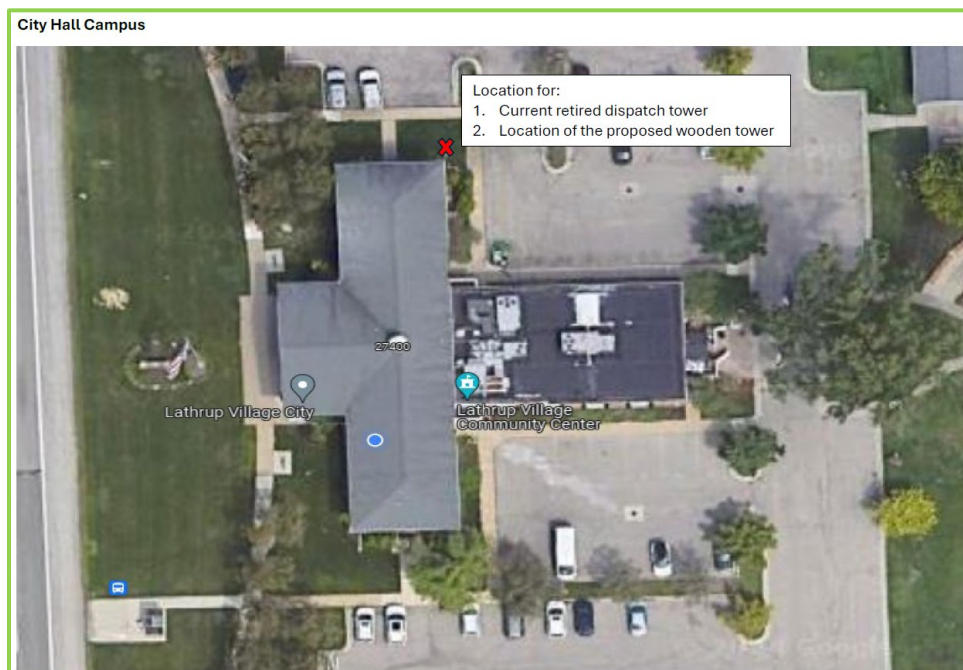 City Hall Campus
Location for:
1. Current retired dispatch tower
2. Location of the proposed wooden tower
27400
Lathrup Village City
Lathrup Village
Community Center